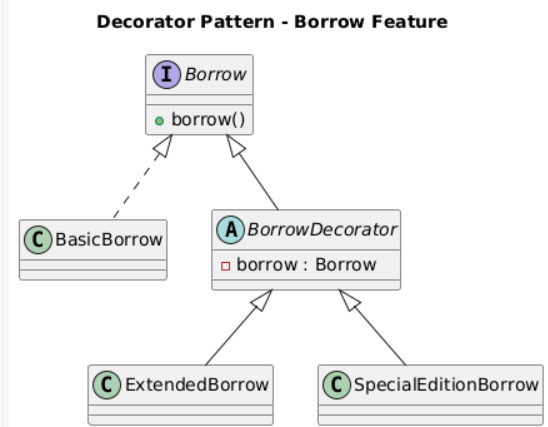 Decorator Pattern - Borrow Feature
I Borrow
borrow()
C BasicBorrow
A BorrowDecorator
borrow : Borrow
C ExtendedBorrow
C SpecialEditionBorrow